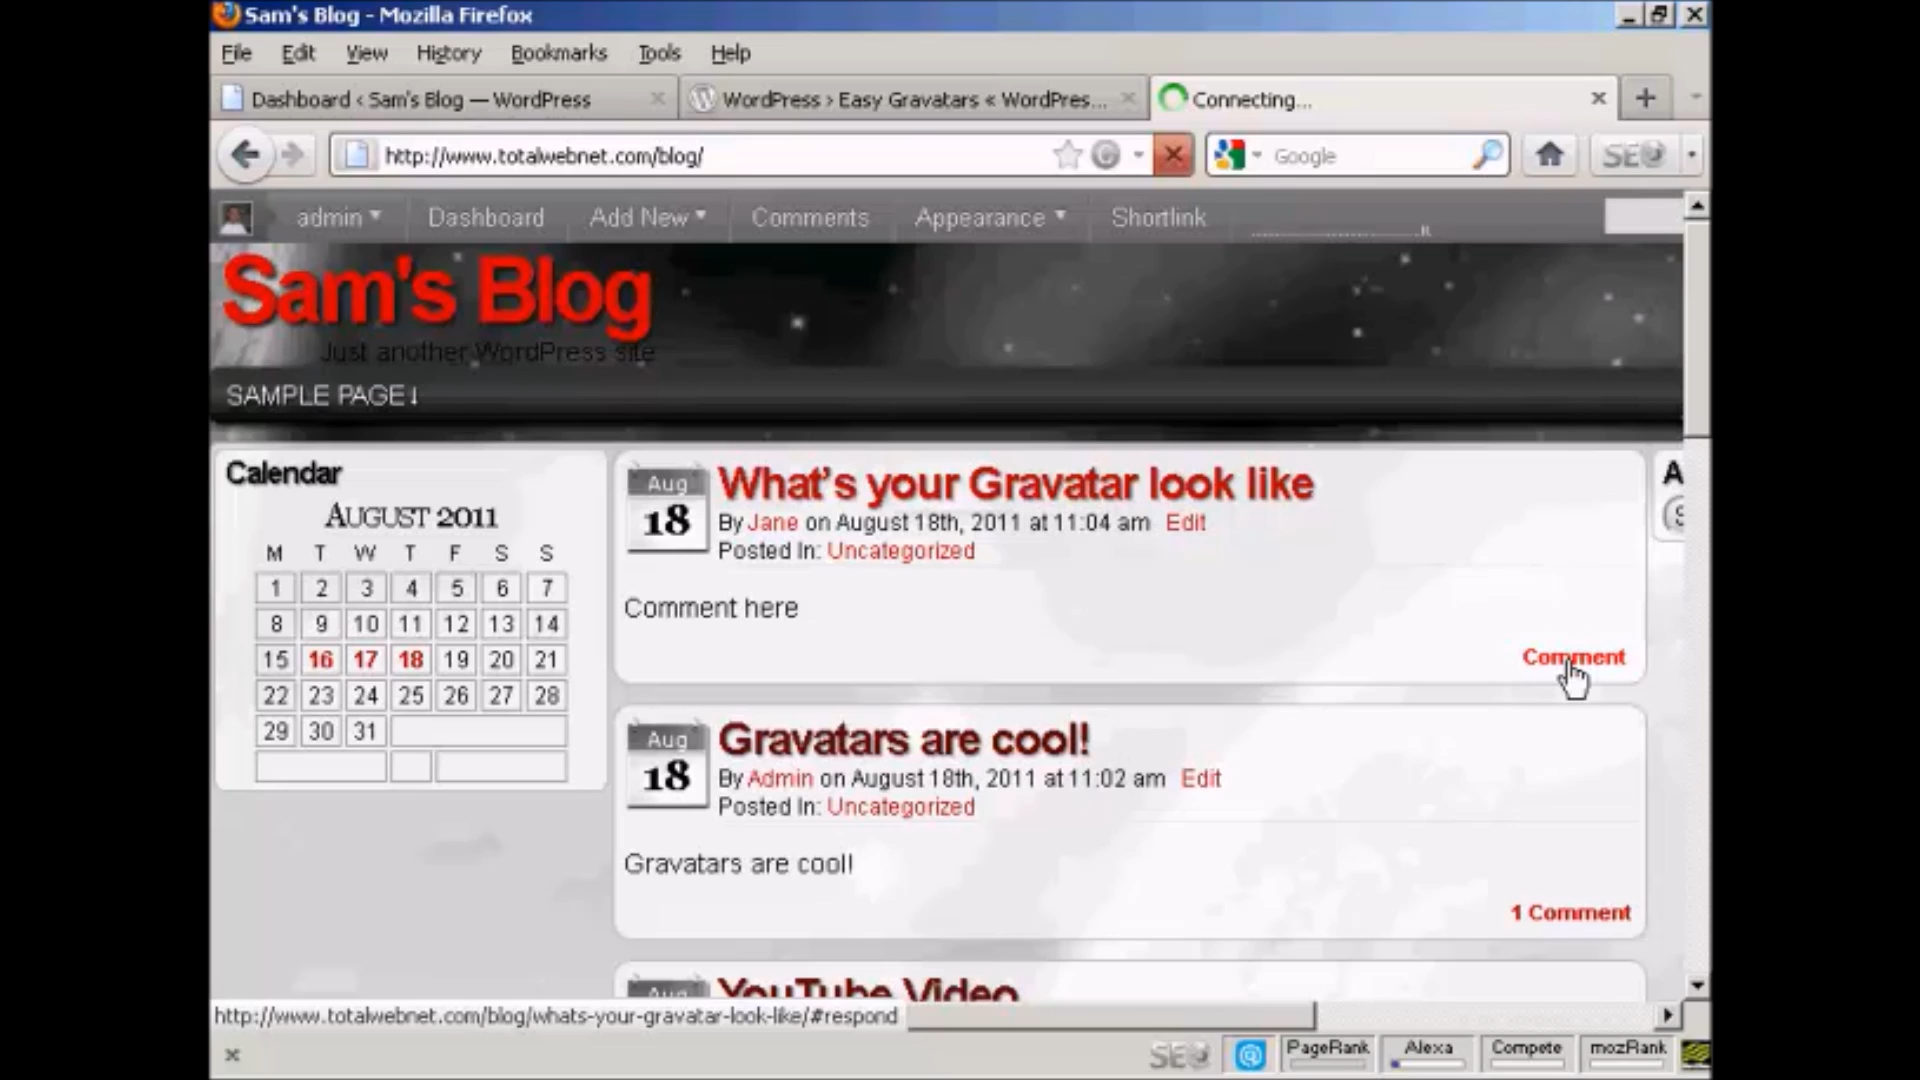 Sam's Blog - Mozilla Firefox
File Edit View History Bookmarks Tools Help
Dashboard ‹ Sam's Blog — WordPress
WordPress › Easy Gravatars « WordPres...
Connecting...
http://www.totalwebnet.com/blog/
Google
SEO
admin Dashboard Add New Comments Appearance Shortlink
Sam's Blog
Just another WordPress site
SAMPLE PAGE↓
Calendar
August 2011
M T W T F S S
1 2 3 4 5 6 7
8 9 10 11 12 13 14
15 16 17 18 19 20 21
22 23 24 25 26 27 28
29 30 31
Aug
18
What's your Gravatar look like
By Jane on August 18th, 2011 at 11:04 am Edit
Posted In: Uncategorized
Comment here
Comment
Aug
18
Gravatars are cool!
By Admin on August 18th, 2011 at 11:02 am Edit
Posted In: Uncategorized
Gravatars are cool!
1 Comment
Aug
YouTube Video
A
http://www.totalwebnet.com/blog/whats-your-gravatar-look-like/#respond
SEO PageRank Alexa Compete mozRank